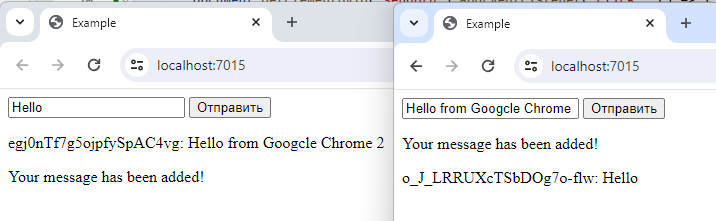 Example
localhost:7015
Hello
Отправить
egj0nTf7g5ojpfySpAC4vg: Hello from Googcle Chrome 2
Your message has been added!
Example
localhost:7015
Hello from Googcle Chrome
Отправить
Your message has been added!
o_J_LRRUXcTSbDOg7o-flw: Hello